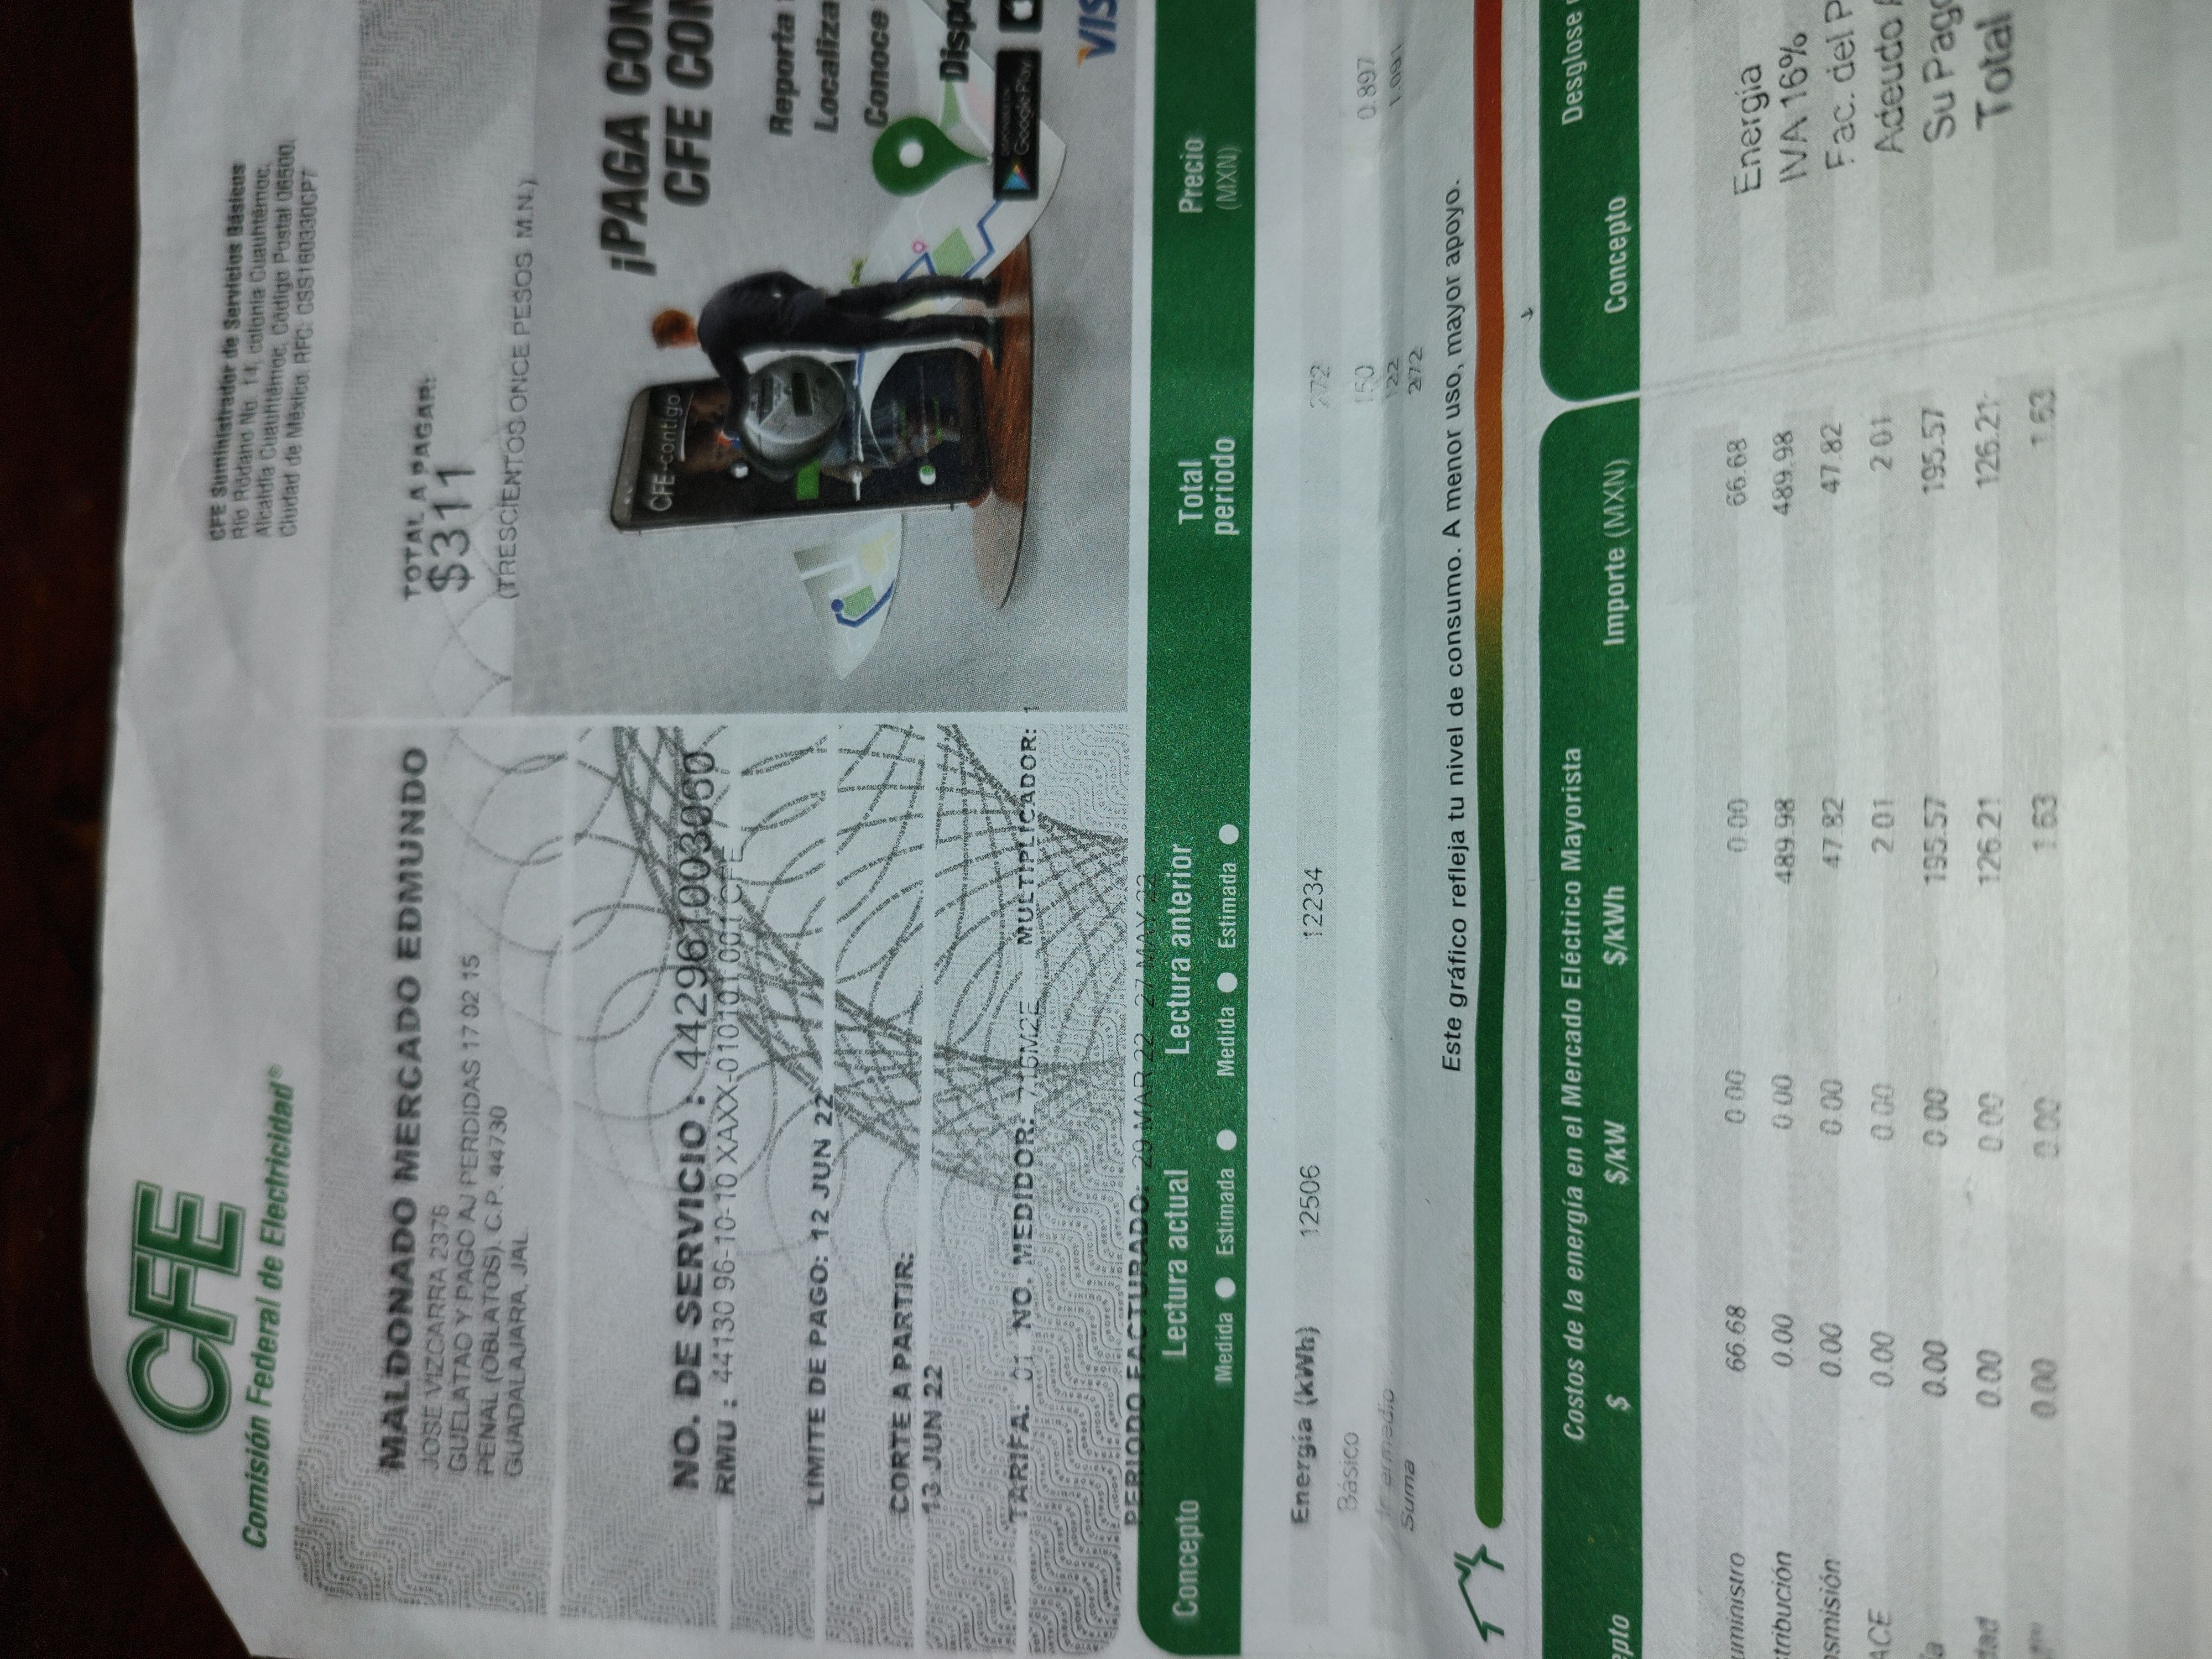 CFE
Comisión Federal de Electricidad
CFE Suministrador de Servicios Básicos
Río Ródano No. 14, colonia Cuauhtémoc,
Alcaldía Cuauhtémoc, Código Postal 06500,
Ciudad de México. RFC: CSS160330CP7
MALDONADO MERCADO EDMUNDO
JOSE VIZCARRA 2376
GUELATAO Y PAGO AJ PERDIDAS 17 02 15
PENAL (OBLATOS). C.P. 44730
GUADALAJARA, JAL.
TOTAL A PAGAR:
$311
(TRESCIENTOS ONCE PESOS M.N.)
NO. DE SERVICIO : 442961003060
RMU : 44130 96-10-10 XAXX-010101 001 CFE
LIMITE DE PAGO: 12 JUN 22
CORTE A PARTIR:
13 JUN 22
TARIFA: 01 NO. MEDIDOR: MULTIPLICADOR: 1
PERIODO FACTURADO: 29 MAR 22 - 27 MAY 22
CFE-contigo
¡PAGA CON
CFE CON
Reporta
Localiza
Conoce
Dispo
DISPONIBLE EN
Google Play
VIS
Concepto Lectura actual Lectura anterior Total periodo Precio (MXN)
Medida Estimada Medida Estimada
Energía (kWh) 12506 12234 272
Básico 150 0.897
Intermedio 122 1.091
Suma 272
Este gráfico refleja tu nivel de consumo. A menor uso, mayor apoyo.
Costos de la energía en el Mercado Eléctrico Mayorista
epto $ $/kW $/kWh Importe (MXN)
uministro 66.68 0.00 0.00 66.68
tribución 0.00 0.00 489.98 489.98
nsmisión 0.00 0.00 47.82 47.82
ACE 0.00 0.00 2.01 2.01
ía 0.00 0.00 195.57 195.57
dad 0.00 0.00 126.21 126.21
0.00 0.00 1.63 1.63
Desglose
Concepto
Energía
IVA 16%
Fac. del P
Adeudo A
Su Pago
Total